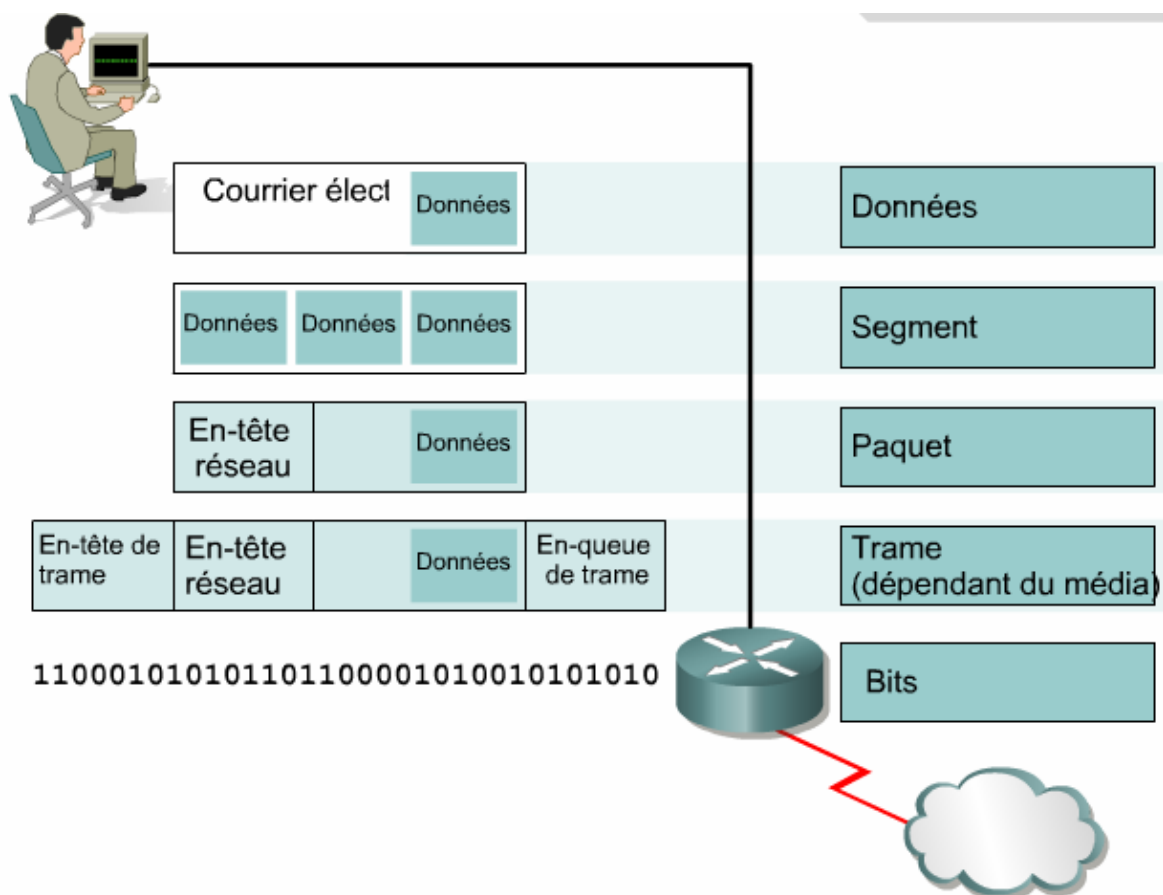 Courrier élect
Données
Données
Données
Données
Données
Segment
En-tête
réseau
Données
Paquet
En-tête de
trame
En-tête
réseau
Données
En-queue
de trame
Trame
(dépendant du média)
110001010101101100001010010101010
Bits